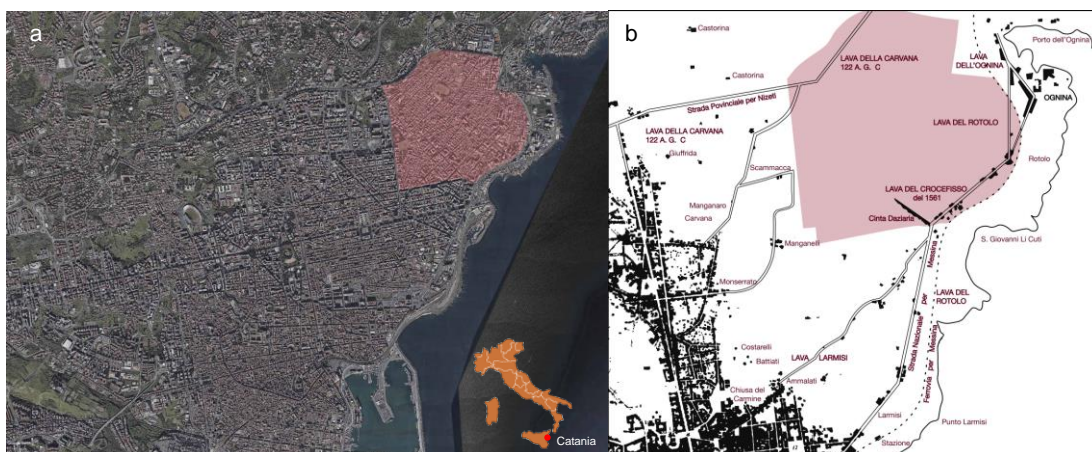 a
Catania
b
Castorina
Porto dell'Ognina
LAVA DELLA CARVANA
122 A. G. C
LAVA
DELL'OGNINA
Castorina
OGNINA
Strada Povinciale per Nizeti
LAVA DEL ROTOLO
LAVA DELLA CARVANA
122 A. G. C
Giuffrida
Rotolo
Scammacca
LAVA DEL CROCEFISSO
del 1561
Manganaro
Carvana
Cinta Daziaria
S. Giovanni Li Cuti
Manganelli
Messina
Monserrato
LAVA DEL
ROTOLO
Strada Nazionale per
Ferrovia per Messina
Costarelli
Battiati
LAVA LARMISI
Ammalati
Chiusa del
Carmine
Larmisi
Punto Larmisi
Stazione